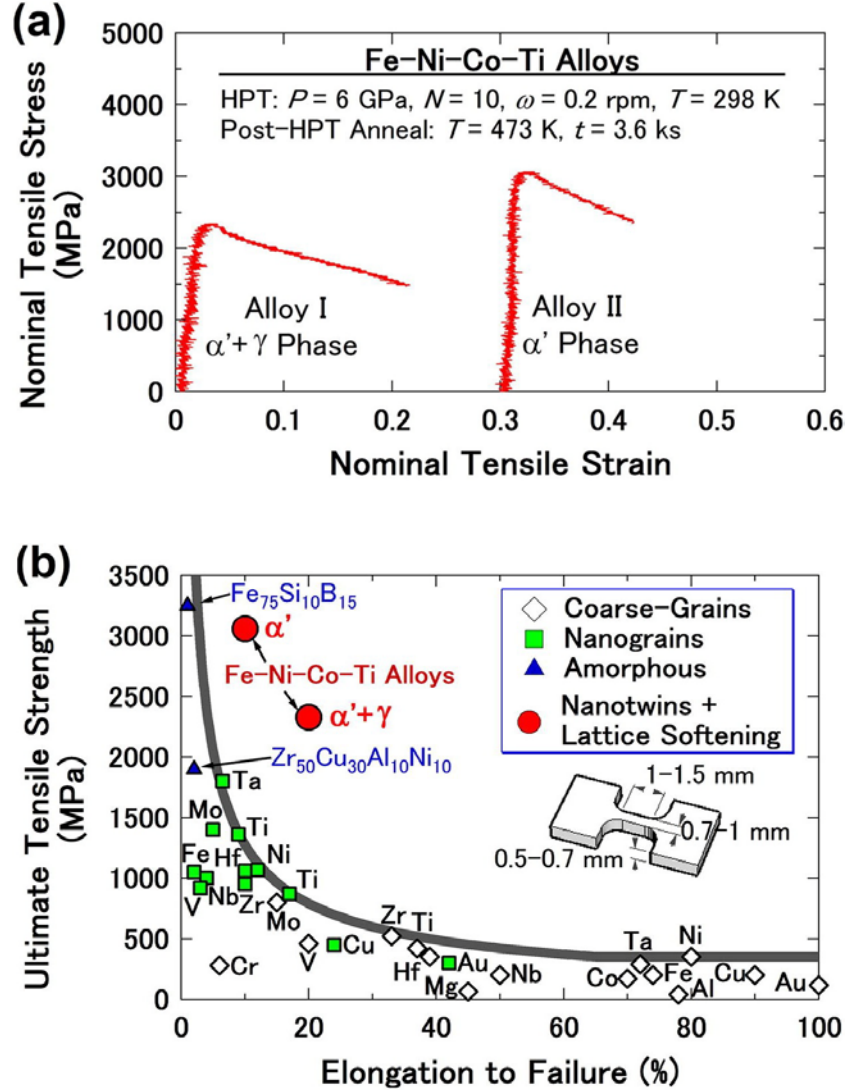 (a)
5000
4000
3000
2000
1000
0
Nominal Tensile Stress
(MPa)
Fe-Ni-Co-Ti Alloys
HPT: P = 6 GPa, N = 10, ω = 0.2 rpm, T = 298 K
Post-HPT Anneal: T = 473 K, t = 3.6 ks
Alloy I
α'+γ Phase
Alloy II
α' Phase
0
0.1
0.2
0.3
0.4
0.5
0.6
Nominal Tensile Strain
(b)
3500
3000
2500
2000
1500
1000
500
0
Ultimate Tensile Strength
(MPa)
Fe75Si10B15
α'
Fe-Ni-Co-Ti Alloys
α'+γ
Zr50Cu30Al10Ni10
Coarse-Grains
Nanograins
Amorphous
Nanotwins +
Lattice Softening
1-1.5 mm
0.7-1 mm
0.5-0.7 mm
Ta
Mo
Ti
Fe
Hf
Ni
V
Nb
Zr
Ti
Mo
Cr
V
Cu
Zr
Ti
Hf
Au
Mg
Nb
Co
Ta
Fe
Ni
Al
Cu
Au
0
20
40
60
80
100
Elongation to Failure (%)